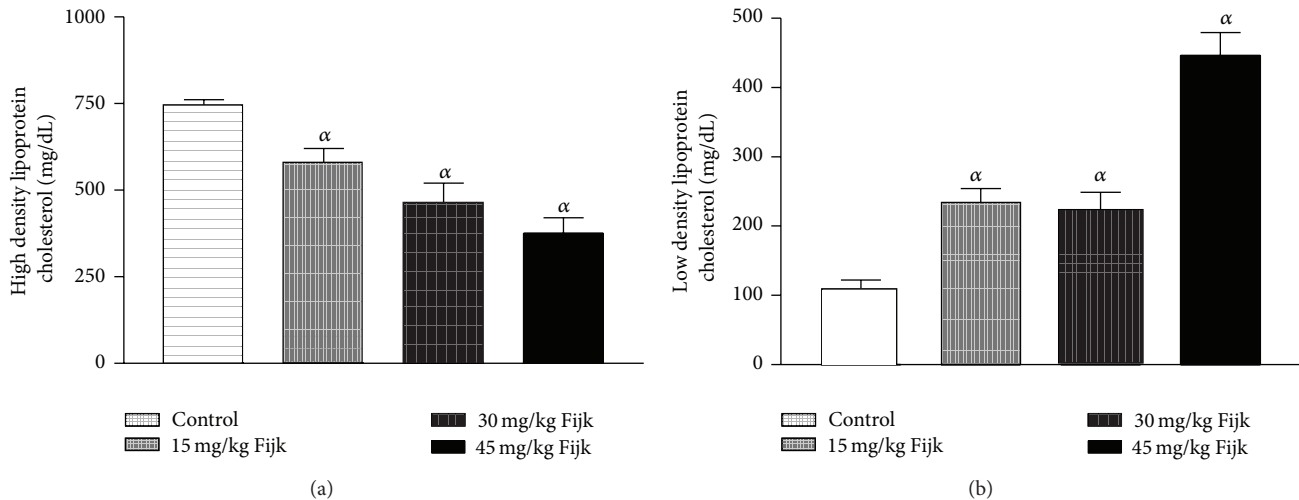 High density lipoprotein
cholesterol (mg/dL)
1000
750
500
250
0
α
α
α
Control
15 mg/kg Fijk
30 mg/kg Fijk
45 mg/kg Fijk
(a)
Low density lipoprotein
cholesterol (mg/dL)
500
400
300
200
100
0
α
α
α
Control
15 mg/kg Fijk
30 mg/kg Fijk
45 mg/kg Fijk
(b)